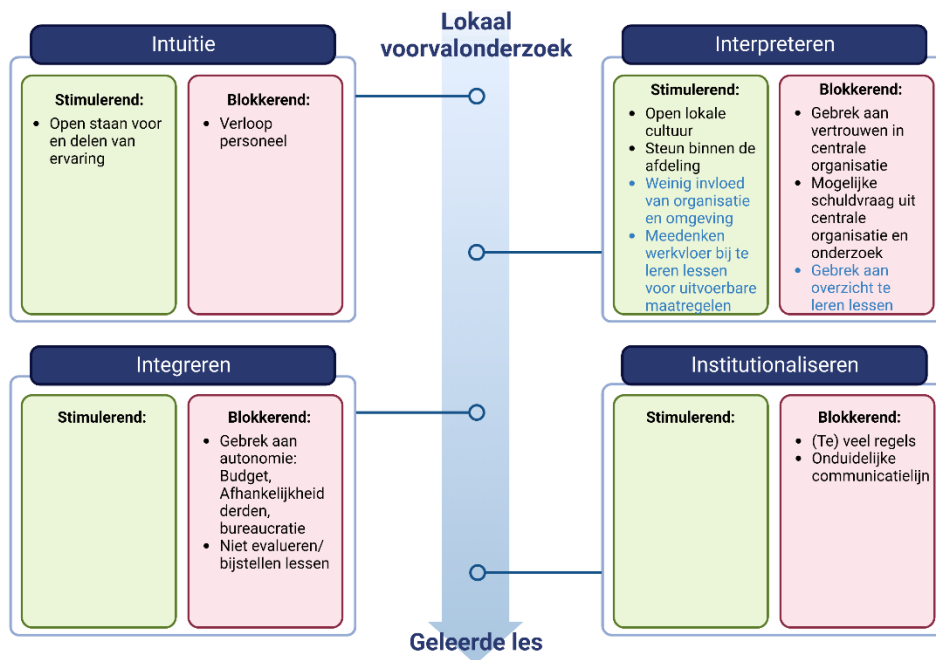 Lokaal
voorvalonderzoek
Intuitie
Stimulerend:
• Open staan voor
en delen van
ervaring
Blokkerend:
• Verloop
personeel
Interpreteren
Stimulerend:
• Open lokale
cultuur
• Steun binnen de
afdeling
• Weinig invloed
van organisatie
en omgeving
• Meedenken
werkvloer bij te
leren lessen
voor uitvoerbare
maatregelen
Blokkerend:
• Gebrek aan
vertrouwen in
centrale
organisatie
• Mogelijke
schuldvraag uit
centrale
organisatie en
onderzoek
• Gebrek aan
overzicht te
leren lessen
Integreren
Stimulerend:
Blokkerend:
• Gebrek aan
autonomie:
Budget,
Afhankelijkheid
derden,
bureaucratie
• Niet evalueren/
bijstellen lessen
Institutionaliseren
Stimulerend:
Blokkerend:
• (Te) veel regels
• Onduidelijke
communicatielijn
Geleerde les